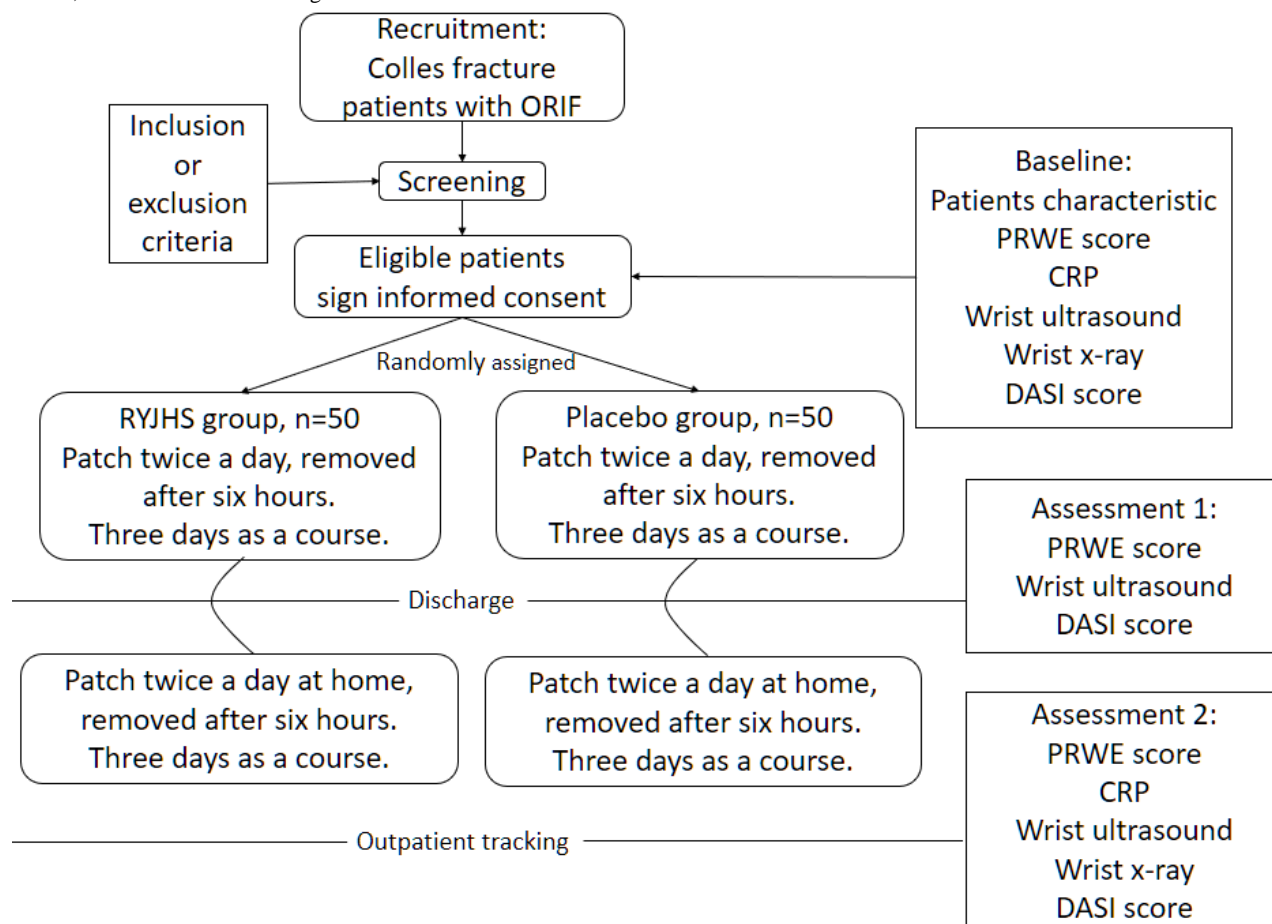 Recruitment:
Colles fracture
patients with ORIF
Inclusion
or
exclusion
criteria
Screening
Eligible patients
sign informed consent
Baseline:
Patients characteristic
PRWE score
CRP
Wrist ultrasound
Wrist x-ray
DASI score
Randomly assigned
RYJHS group, n=50
Patch twice a day, removed
after six hours.
Three days as a course.
Placebo group, n=50
Patch twice a day, removed
after six hours.
Three days as a course.
Assessment 1:
PRWE score
Wrist ultrasound
DASI score
Discharge
Patch twice a day at home,
removed after six hours.
Three days as a course.
Patch twice a day at home,
removed after six hours.
Three days as a course.
Assessment 2:
PRWE score
CRP
Wrist ultrasound
Wrist x-ray
DASI score
Outpatient tracking